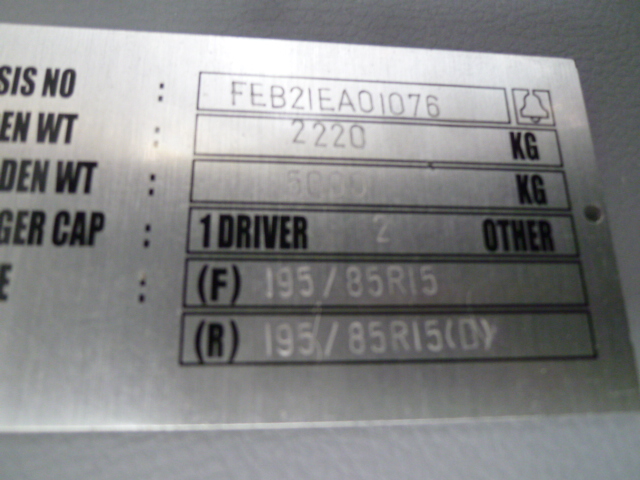 SIS NO : FEB21EA01076
EN WT : 2220 KG
DEN WT : KG
GER CAP : 1 DRIVER 2 OTHER
E : (F) 195/85R15
(R) 195/85R15(D)